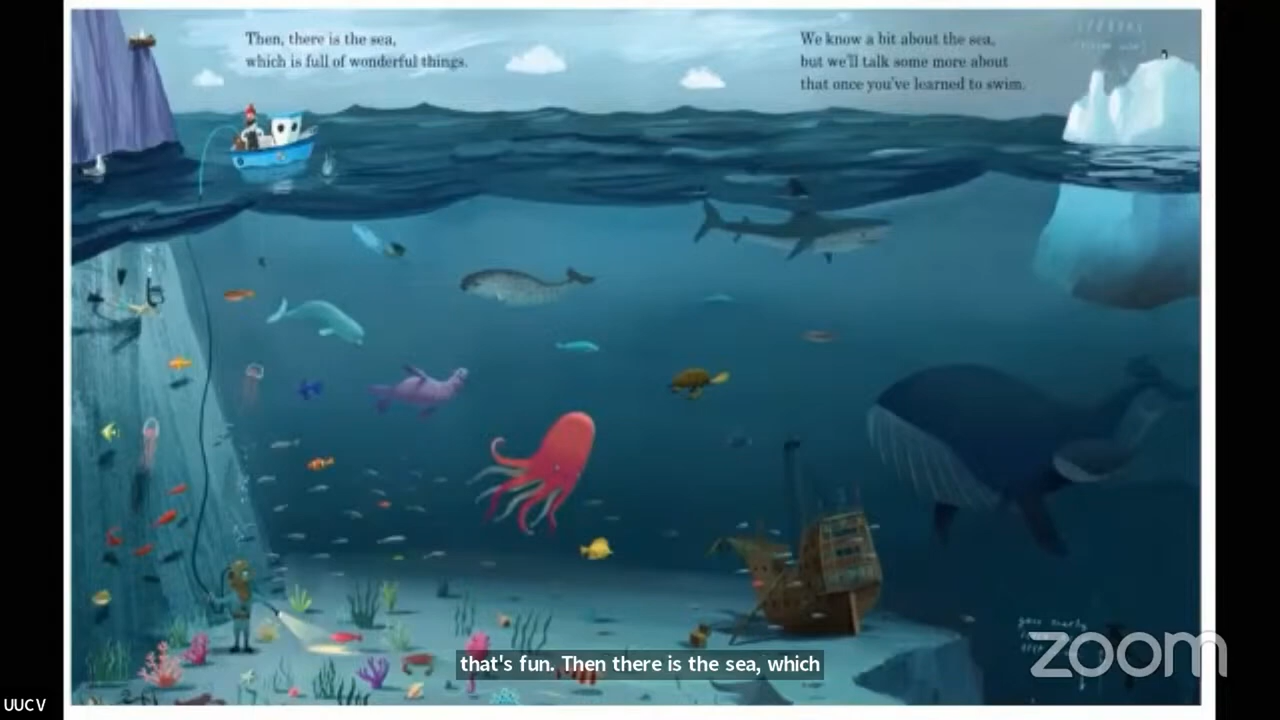 Then, there is the sea,
which is full of wonderful things.
We know a bit about the sea,
but we'll talk some more about
that once you've learned to swim.
that's fun. Then there is the sea, which
zoom
UUCV